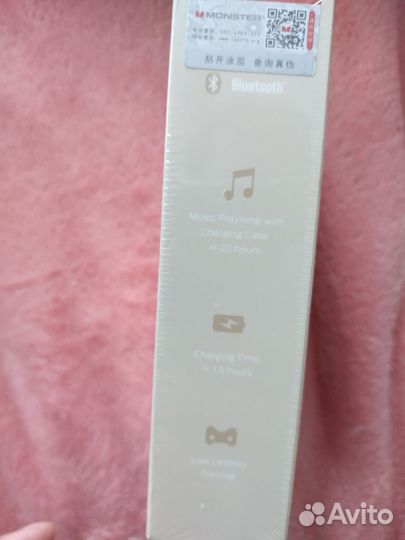 MONSTER
刮开涂层 查询真伪
Bluetooth
Music Playtime with
Charging Case
≈ 20 hours
Charging Time
≈ 1.5 hours
Low Latency
Gaming
Avito